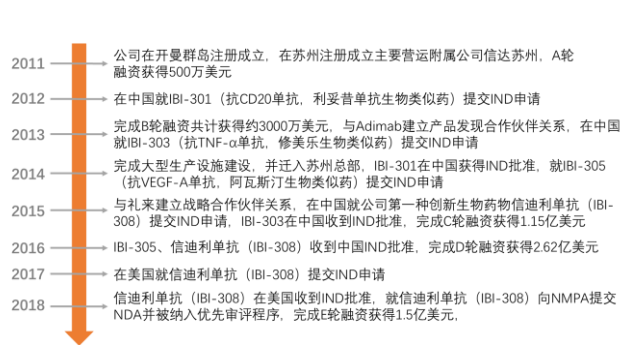 2011
公司在开曼群岛注册成立，在苏州注册成立主要营运附属公司信达苏州，A轮
融资获得500万美元
2012
在中国就IBI-301（抗CD20单抗，利妥昔单抗生物类似药）提交IND申请
2013
完成B轮融资共计获得约3000万美元，与Adimab建立产品发现合作伙伴关系，在中国
就IBI-303（抗TNF-α单抗，修美乐生物类似药）提交IND申请
2014
完成大型生产设施建设，并迁入苏州总部，IBI-301在中国获得IND批准，就IBI-305
（抗VEGF-A单抗，阿瓦斯汀生物类似药）提交IND申请
2015
与礼来建立战略合作伙伴关系，在中国就公司第一种创新生物药物信迪利单抗（IBI-
308）提交IND申请，IBI-303在中国收到IND批准，完成C轮融资获得1.15亿美元
2016
IBI-305、信迪利单抗（IBI-308）收到中国IND批准，完成D轮融资获得2.62亿美元
2017
在美国就信迪利单抗（IBI-308）提交IND申请
2018
信迪利单抗（IBI-308）在美国收到IND批准，就信迪利单抗（IBI-308）向NMPA提交
NDA并被纳入优先审评程序，完成E轮融资获得1.5亿美元，